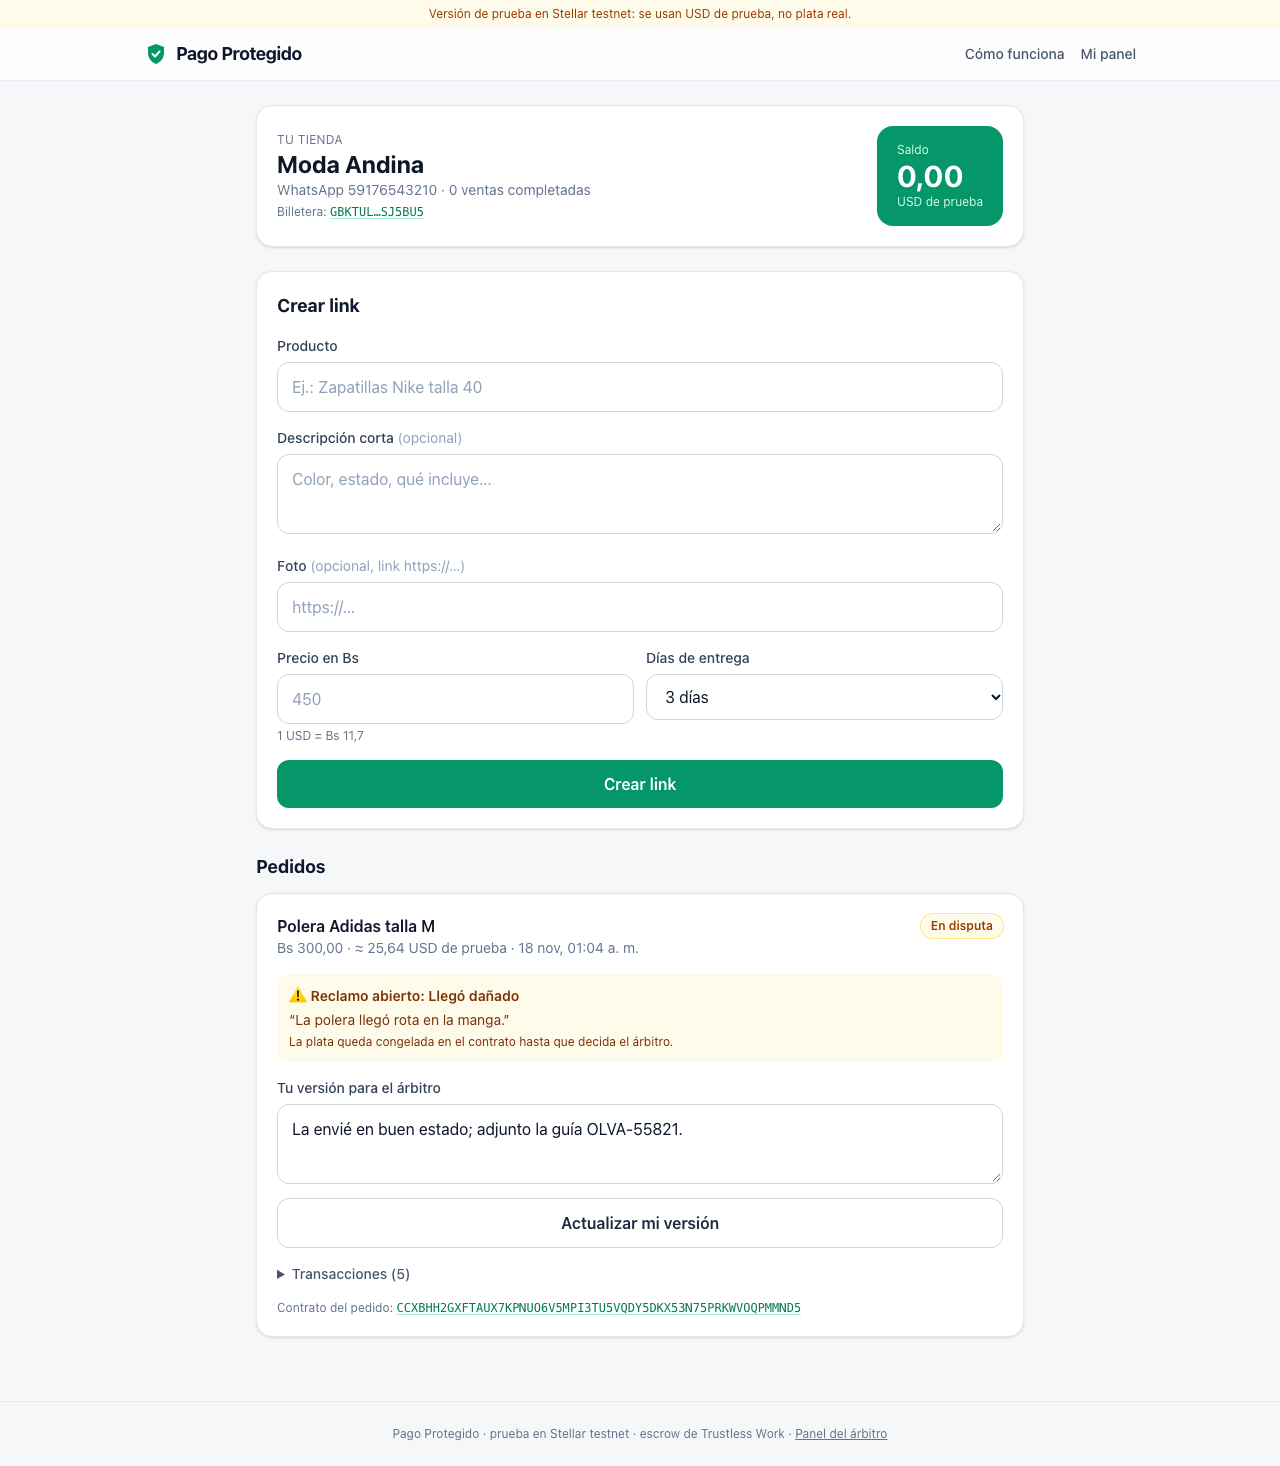 Versión de prueba en Stellar testnet: se usan USD de prueba, no plata real.
Pago Protegido
Cómo funciona
Mi panel
TU TIENDA
Moda Andina
WhatsApp 59176543210 · 0 ventas completadas
Billetera: GBKTUL…SJ5BU5
Saldo
0,00
USD de prueba
Crear link
Producto
Ej.: Zapatillas Nike talla 40
Descripción corta (opcional)
Color, estado, qué incluye...
Foto (opcional, link https://...)
https://...
Precio en Bs
Días de entrega
450
3 días
1 USD = Bs 11,7
Crear link
Pedidos
Polera Adidas talla M
En disputa
Bs 300,00 · ≈ 25,64 USD de prueba · 18 nov, 01:04 a. m.
⚠️ Reclamo abierto: Llegó dañado
“La polera llegó rota en la manga.”
La plata queda congelada en el contrato hasta que decida el árbitro.
Tu versión para el árbitro
La envié en buen estado; adjunto la guía OLVA-55821.
Actualizar mi versión
▶ Transacciones (5)
Contrato del pedido: CCXBHH2GXFTAUX7KPNUO6V5MPI3TU5VQDY5DKX53N75PRKWVOQPMMND5
Pago Protegido · prueba en Stellar testnet · escrow de Trustless Work · Panel del árbitro